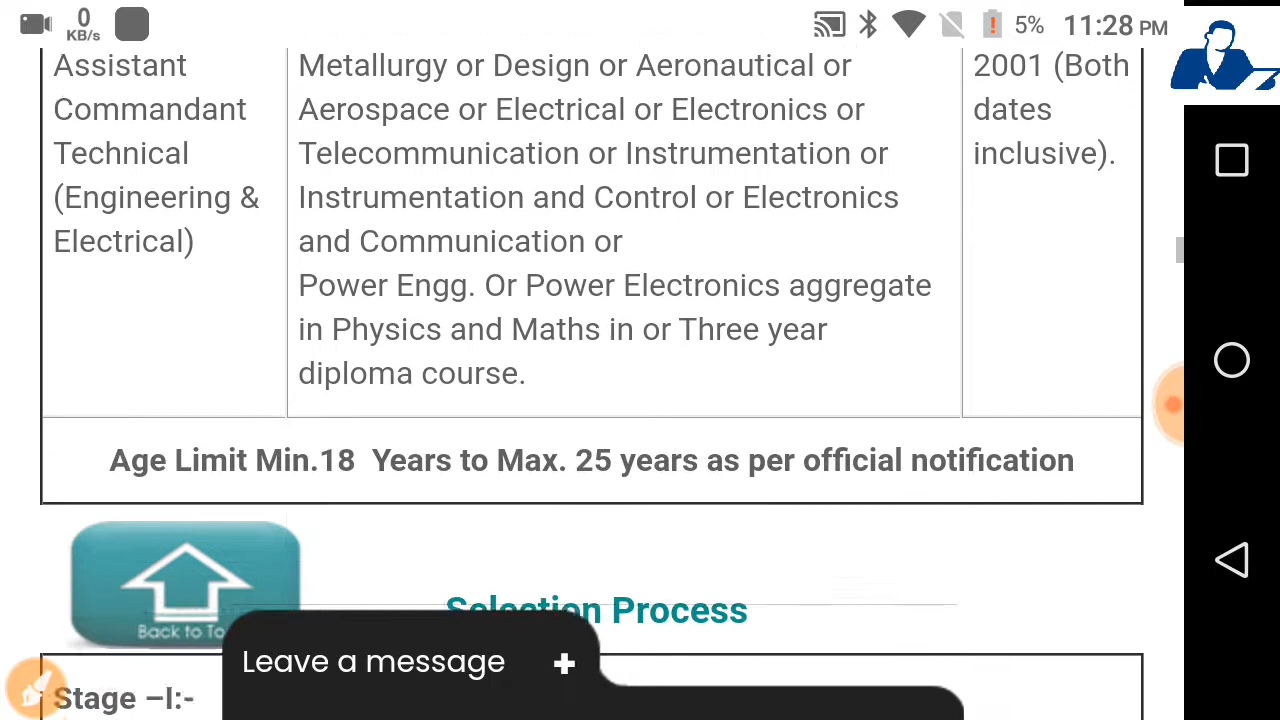 0
KB/s
5%
11:28 PM
Assistant
Commandant
Technical
(Engineering &
Electrical)
Metallurgy or Design or Aeronautical or
Aerospace or Electrical or Electronics or
Telecommunication or Instrumentation or
Instrumentation and Control or Electronics
and Communication or
Power Engg. Or Power Electronics aggregate
in Physics and Maths in or Three year
diploma course.
2001 (Both
dates
inclusive).
Age Limit Min.18 Years to Max. 25 years as per official notification
Back to To
Selection Process
Leave a message +
Stage –I:-